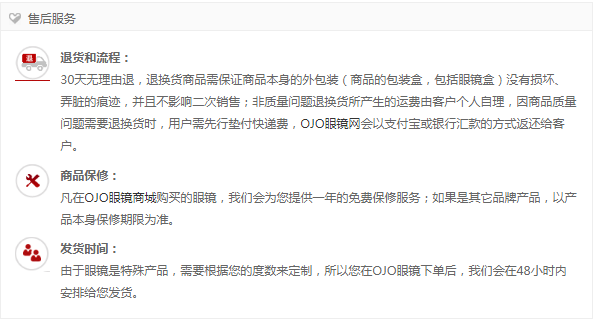 售后服务
退
退货和流程：
30天无理由退，退换货商品需保证商品本身的外包装（商品的包装盒，包括眼镜盒）没有损坏、
弄脏的痕迹，并且不影响二次销售；非质量问题退换货所产生的运费由客户个人自理，因商品质量
问题需要退换货时，用户需先行垫付快递费，OJO眼镜网会以支付宝或银行汇款的方式返还给客
户。
商品保修：
凡在OJO眼镜商城购买的眼镜，我们会为您提供一年的免费保修服务；如果是其它品牌产品，以产
品本身保修期限为准。
发货时间：
由于眼镜是特殊产品，需要根据您的度数来定制，所以您在OJO眼镜下单后，我们会在48小时内
安排给您发货。